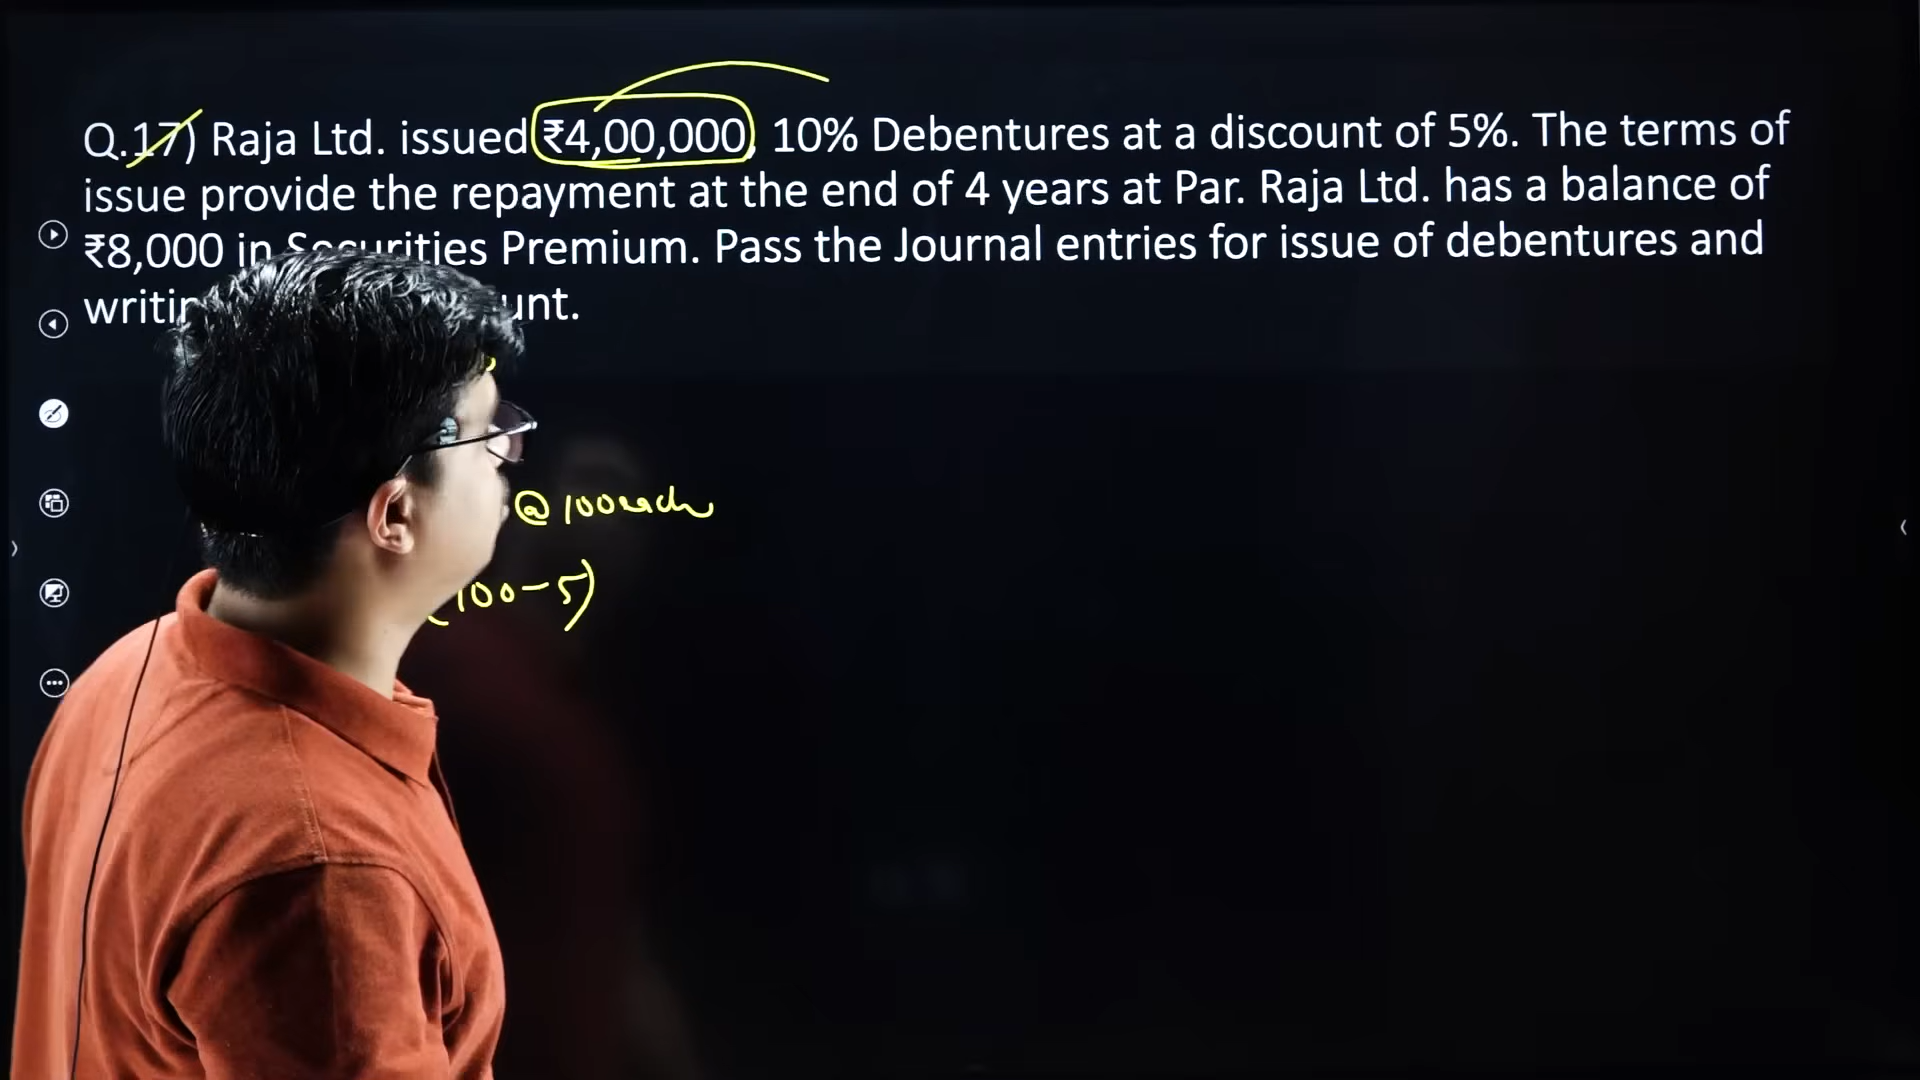 Q.17) Raja Ltd. issued ₹4,00,000, 10% Debentures at a discount of 5%. The terms of
issue provide the repayment at the end of 4 years at Par. Raja Ltd. has a balance of
₹8,000 in Securities Premium. Pass the Journal entries for issue of debentures and
@ 100 each
(100-5)